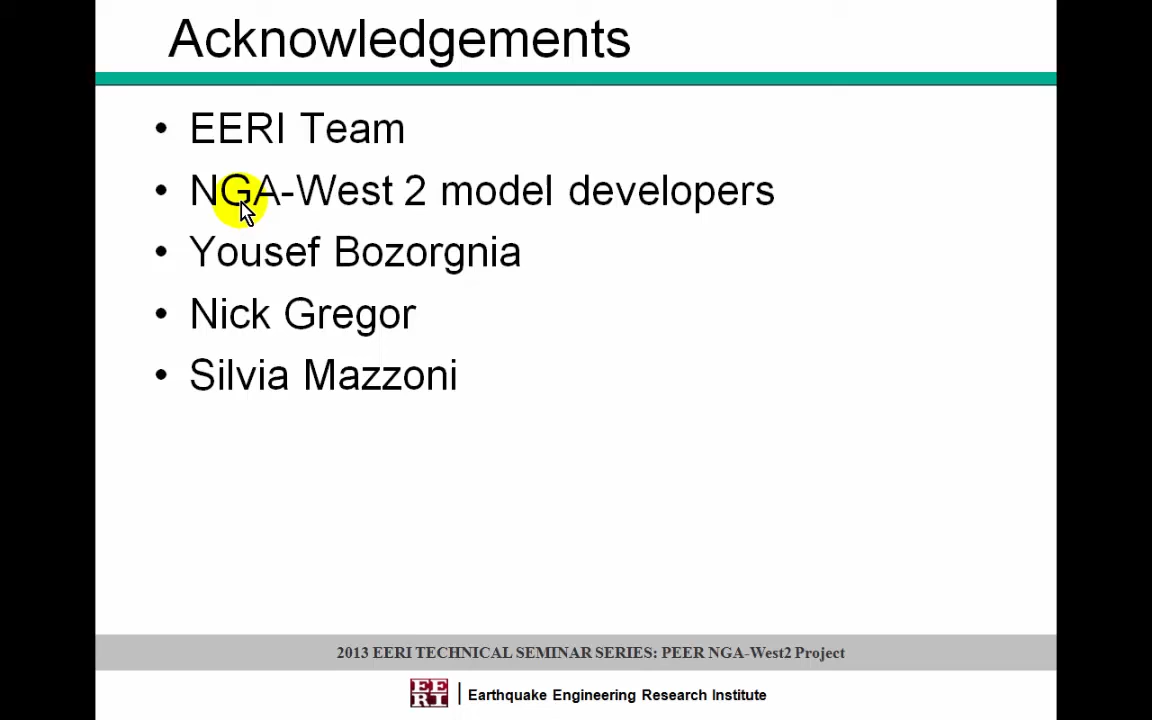 Acknowledgements
• EERI Team
• NGA-West 2 model developers
• Yousef Bozorgnia
• Nick Gregor
• Silvia Mazzoni
2013 EERI TECHNICAL SEMINAR SERIES: PEER NGA-West2 Project
EERI | Earthquake Engineering Research Institute